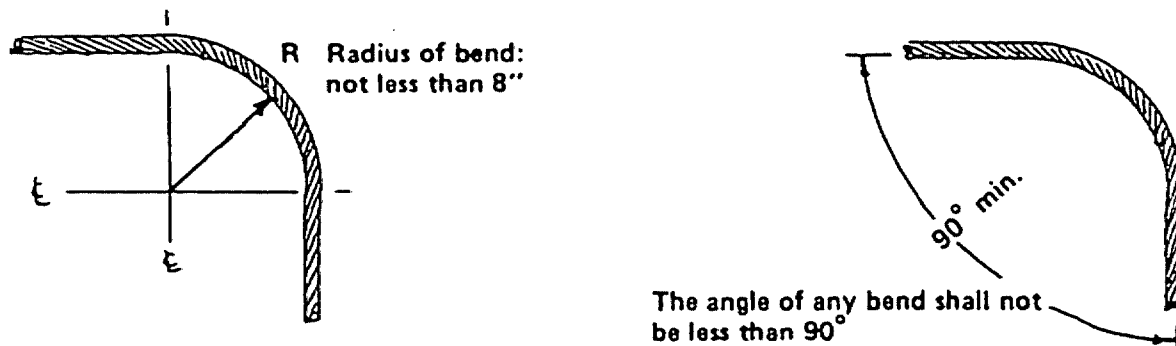 R Radius of bend:
not less than 8"
℄
℄
90° min.
The angle of any bend shall not
be less than 90°